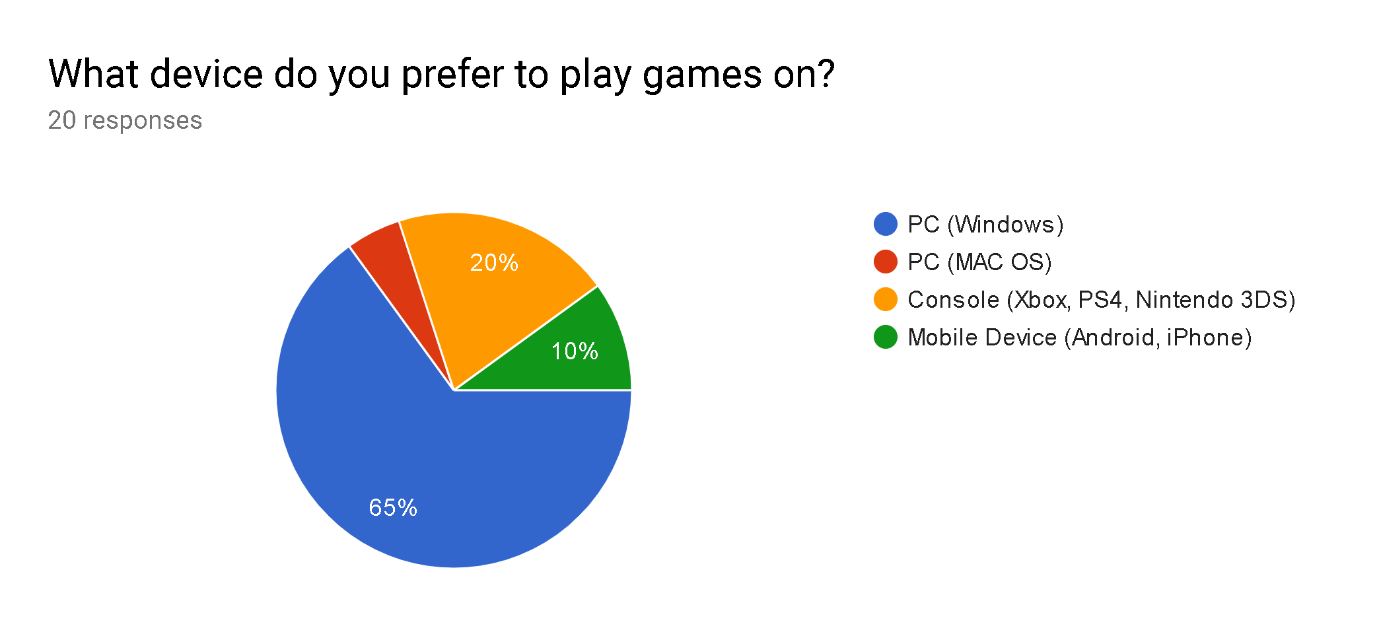 What device do you prefer to play games on?
20 responses
PC (Windows)
PC (MAC OS)
Console (Xbox, PS4, Nintendo 3DS)
Mobile Device (Android, iPhone)
20%
10%
65%